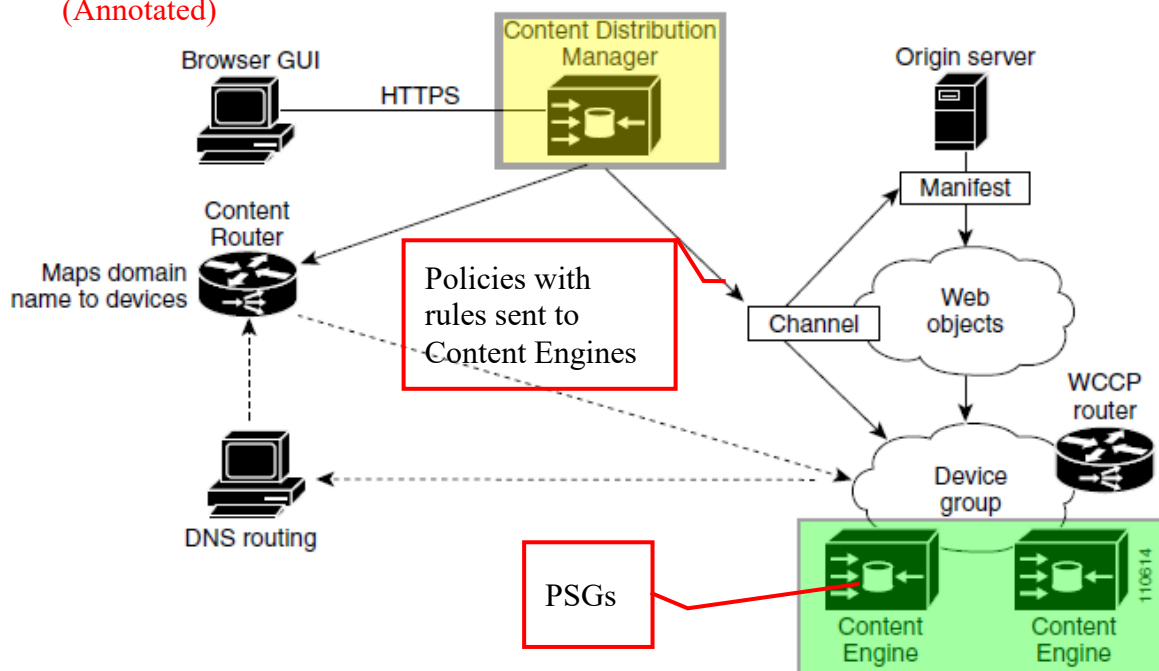 (Annotated)
Content Distribution
Manager
Browser GUI
HTTPS
Origin server
Manifest
Content
Router
Maps domain
name to devices
Policies with
rules sent to
Content Engines
Channel
Web
objects
WCCP
router
Device
group
DNS routing
PSGs
Content
Engine
Content
Engine
110614